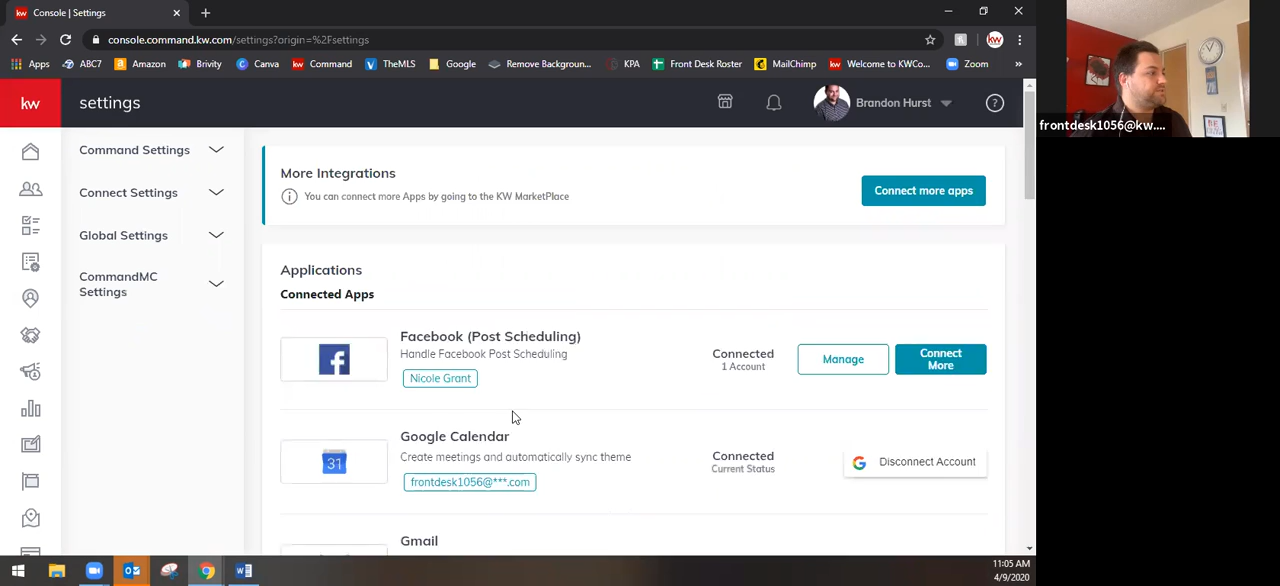 kw Console | Settings
console.command.kw.com/settings?origin=%2Fsettings
kw
Apps ABC7 Amazon Brivity Canva Command TheMLS Google Remove Backgroun... KPA Front Desk Roster MailChimp Welcome to KWCo... Zoom »
kw settings Brandon Hurst ?
Command Settings
Connect Settings
Global Settings
CommandMC
Settings
More Integrations
You can connect more Apps by going to the KW MarketPlace
Connect more apps
Applications
Connected Apps
Facebook (Post Scheduling)
Handle Facebook Post Scheduling
Nicole Grant
Connected
1 Account
Manage
Connect
More
Google Calendar
Create meetings and automatically sync theme
frontdesk1056@***.com
31
Connected
Current Status
Disconnect Account
Gmail
11:05 AM
4/9/2020
frontdesk1056@kw....